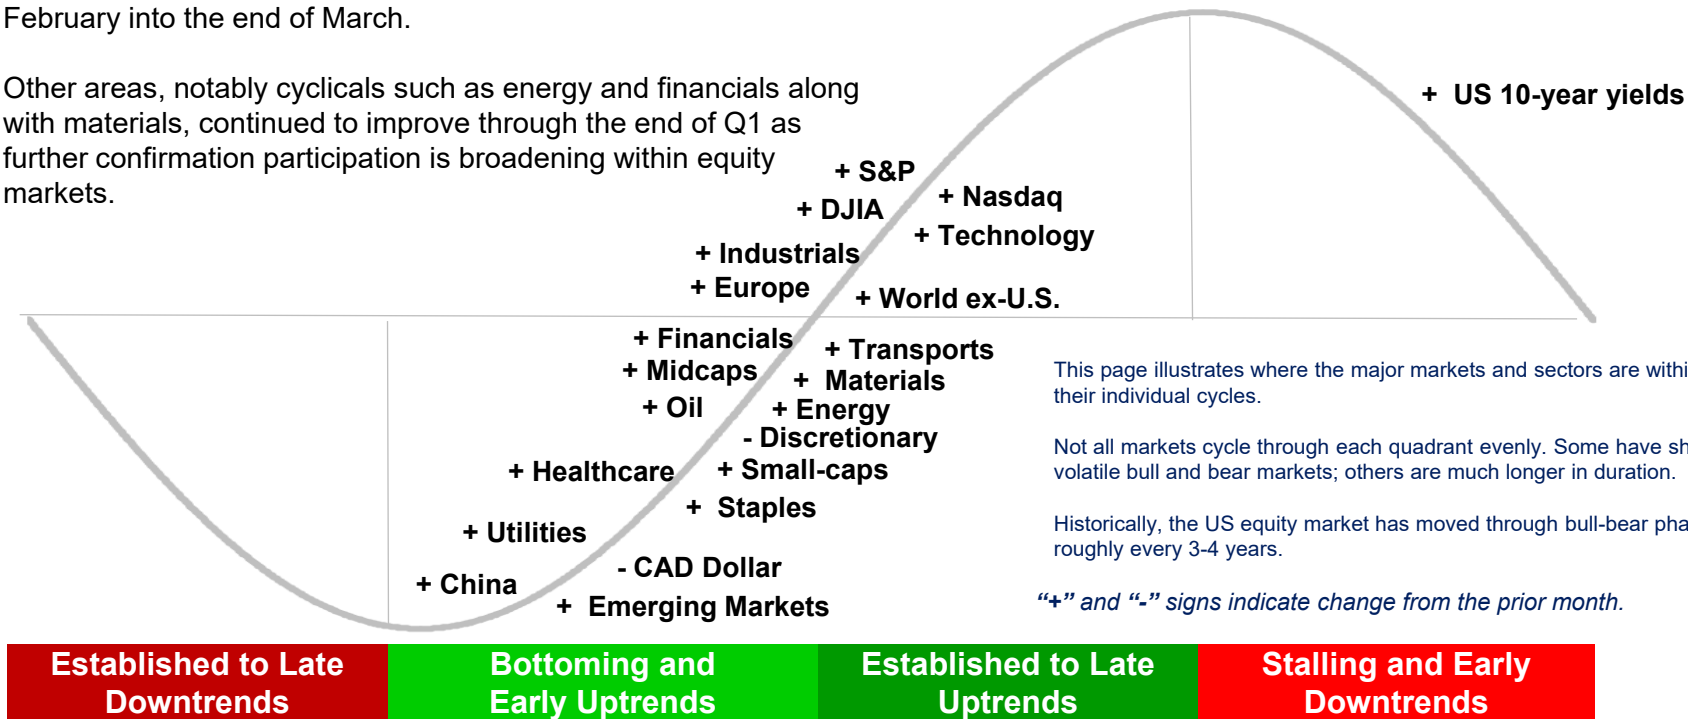 February into the end of March.
Other areas, notably cyclicals such as energy and financials along
with materials, continued to improve through the end of Q1 as
further confirmation participation is broadening within equity
markets.
+ US 10-year yields
+ S&P
+ Nasdaq
+ DJIA
+ Technology
+ Industrials
+ Europe
+ World ex-U.S.
+ Financials
+ Transports
+ Midcaps
+ Materials
+ Oil
+ Energy
- Discretionary
+ Healthcare
+ Small-caps
+ Staples
+ Utilities
- CAD Dollar
+ China
+ Emerging Markets
This page illustrates where the major markets and sectors are withi
their individual cycles.
Not all markets cycle through each quadrant evenly. Some have sh
volatile bull and bear markets; others are much longer in duration.
Historically, the US equity market has moved through bull-bear pha
roughly every 3-4 years.
“+” and “-” signs indicate change from the prior month.
Established to Late
Downtrends
Bottoming and
Early Uptrends
Established to Late
Uptrends
Stalling and Early
Downtrends